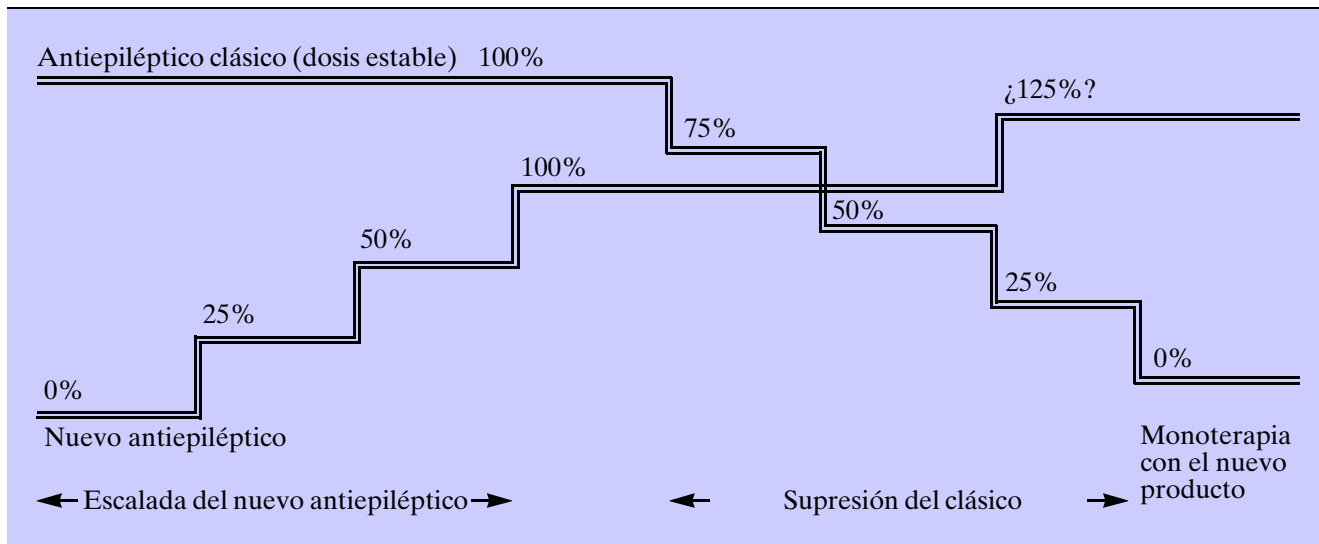 Antiepiléptico clásico (dosis estable) 100%
¿125%?
75%
100%
50%
50%
25%
25%
0%
0%
Nuevo antiepiléptico
Monoterapia
con el nuevo
producto
Escalada del nuevo antiepiléptico
Supresión del clásico